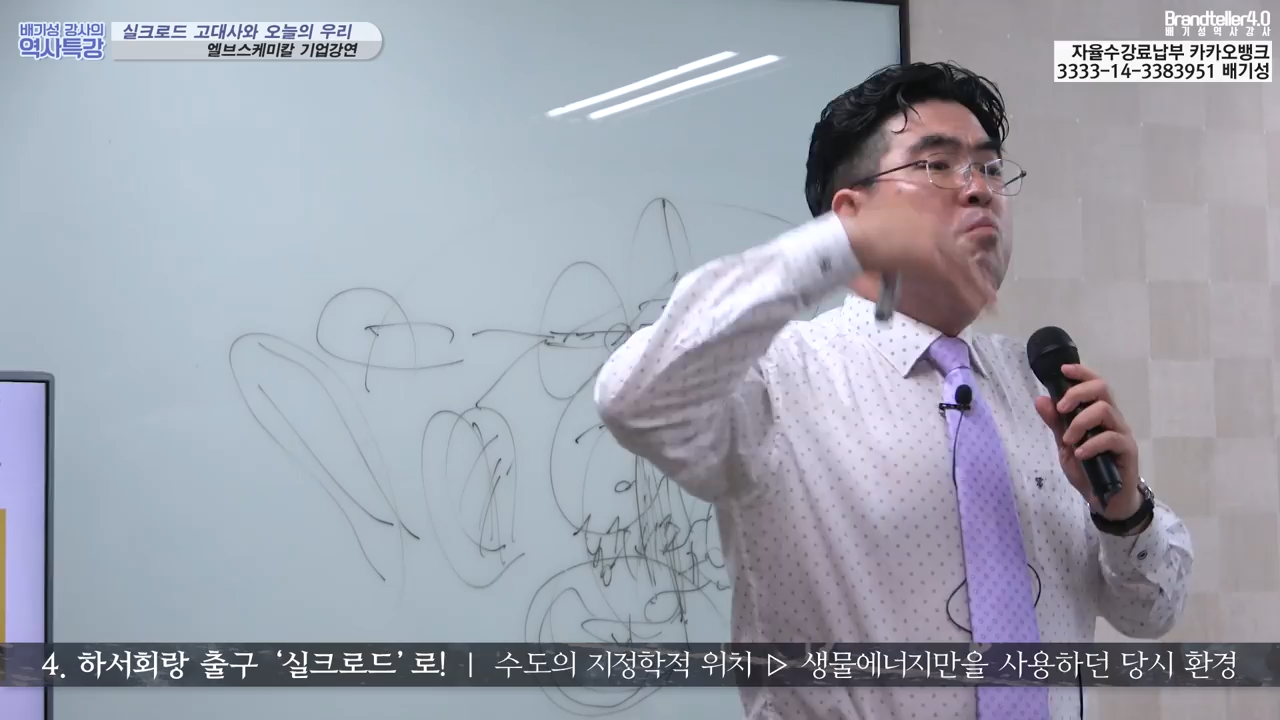 배기성 강사의
역사특강
실크로드 고대사와 오늘의 우리
엘브스케미칼 기업강연
Brandteller4.0
배기성역사강사
자율수강료납부 카카오뱅크
3333-14-3383951 배기성
4. 하서회랑 출구 ‘실크로드’로! | 수도의 지정학적 위치 ▷ 생물에너지만을 사용하던 당시 환경